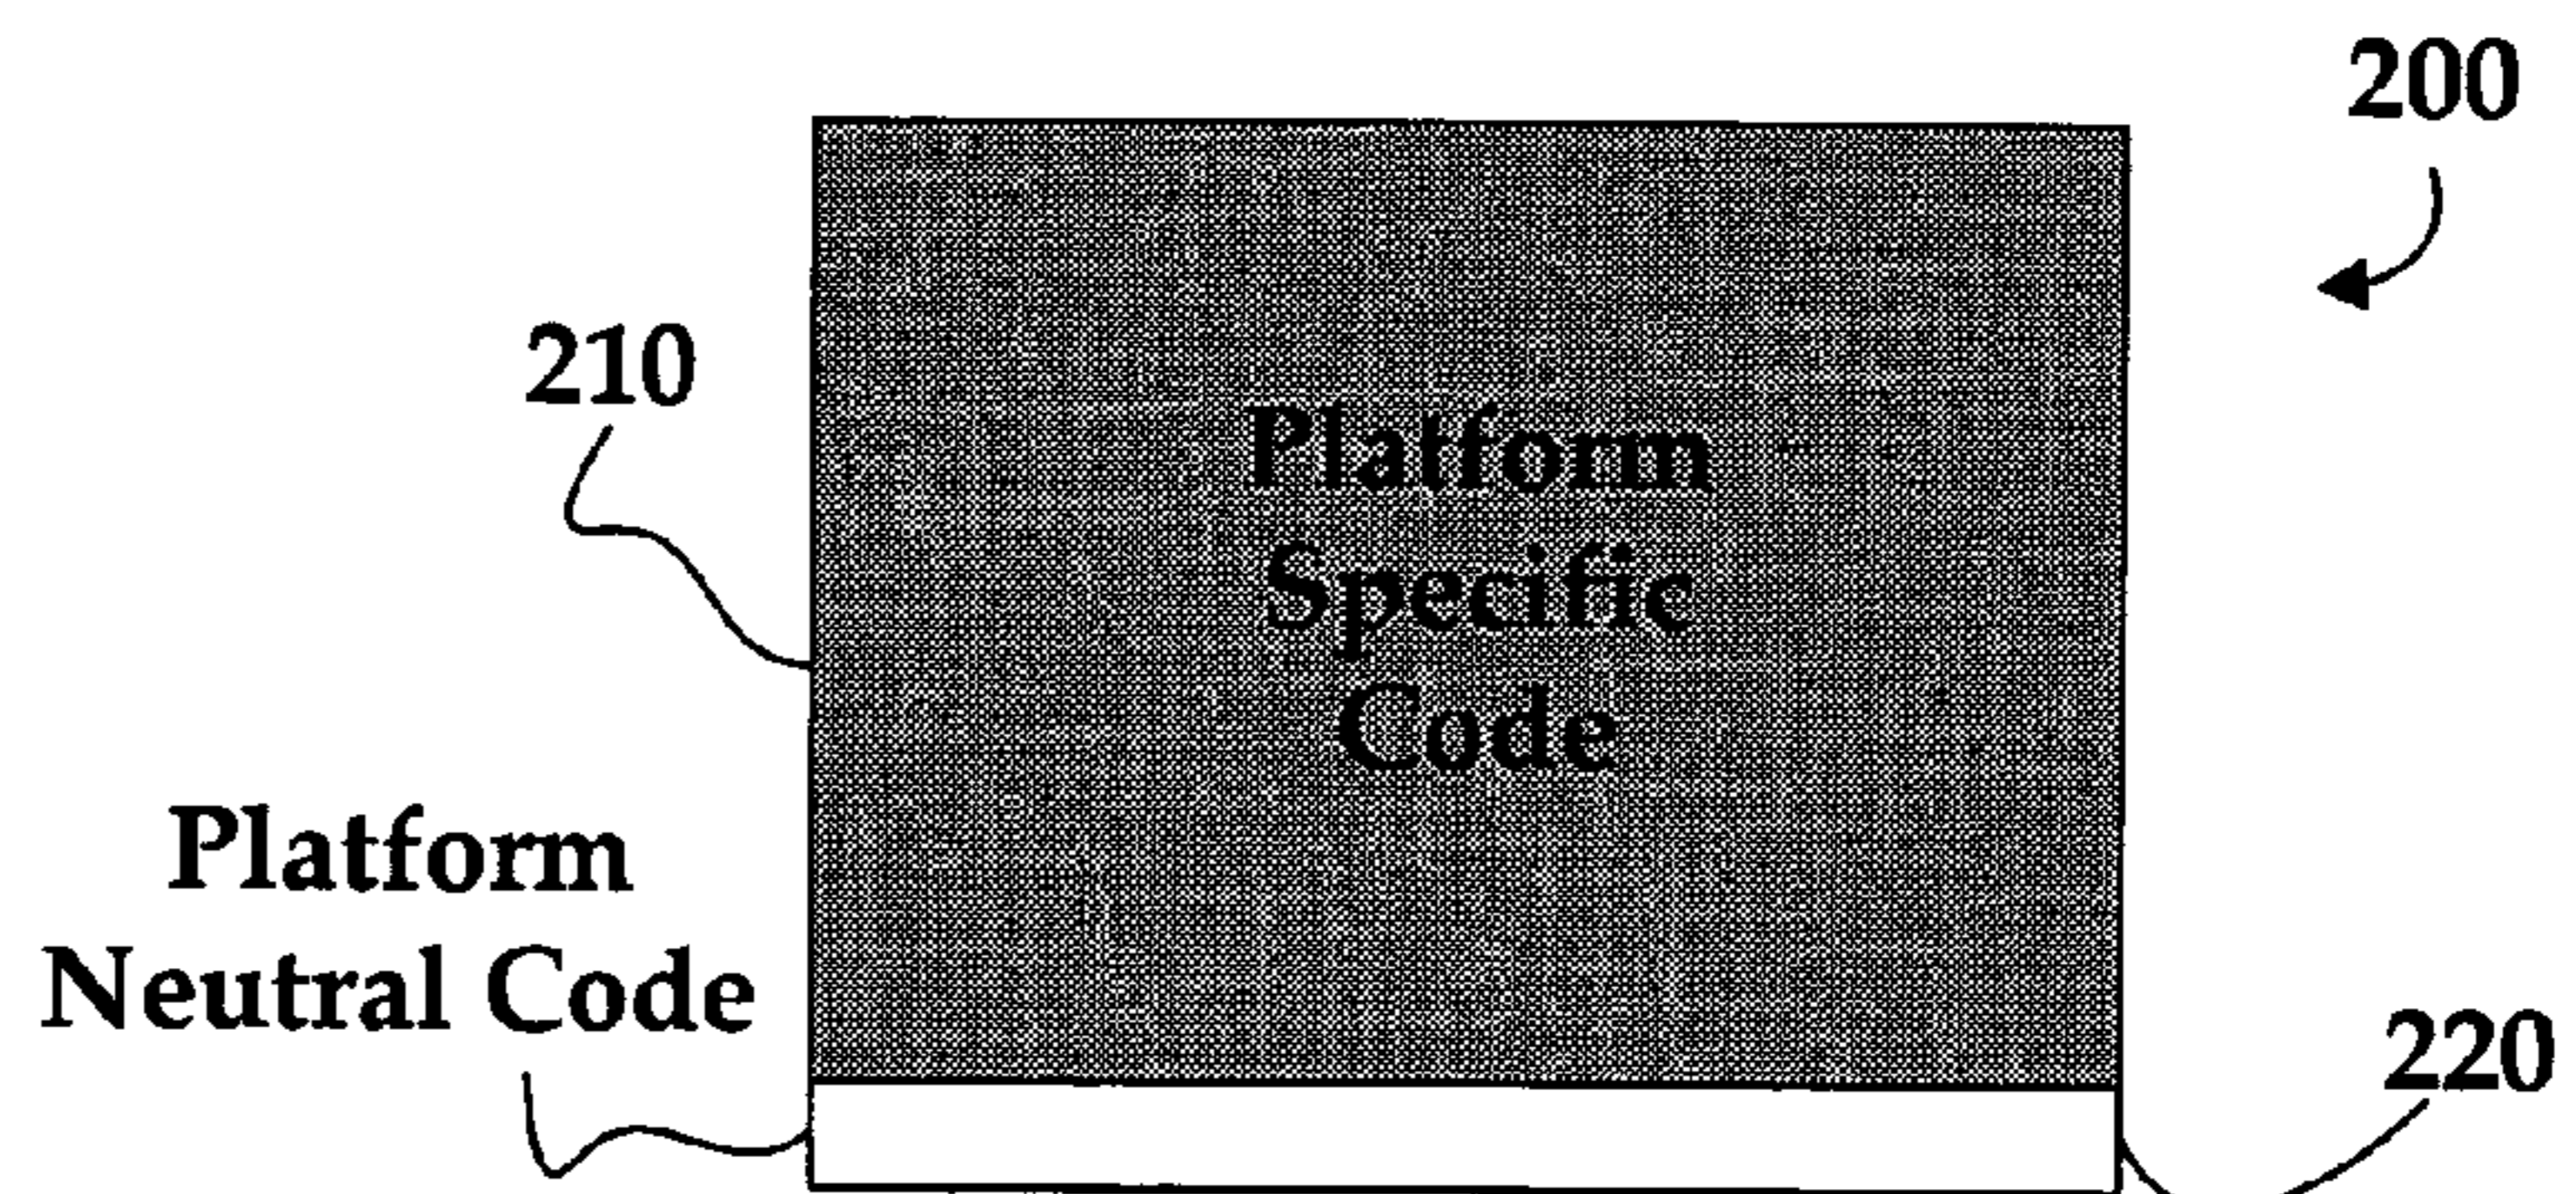 200
210
Platform
Specific
Code
Platform
Neutral Code
220